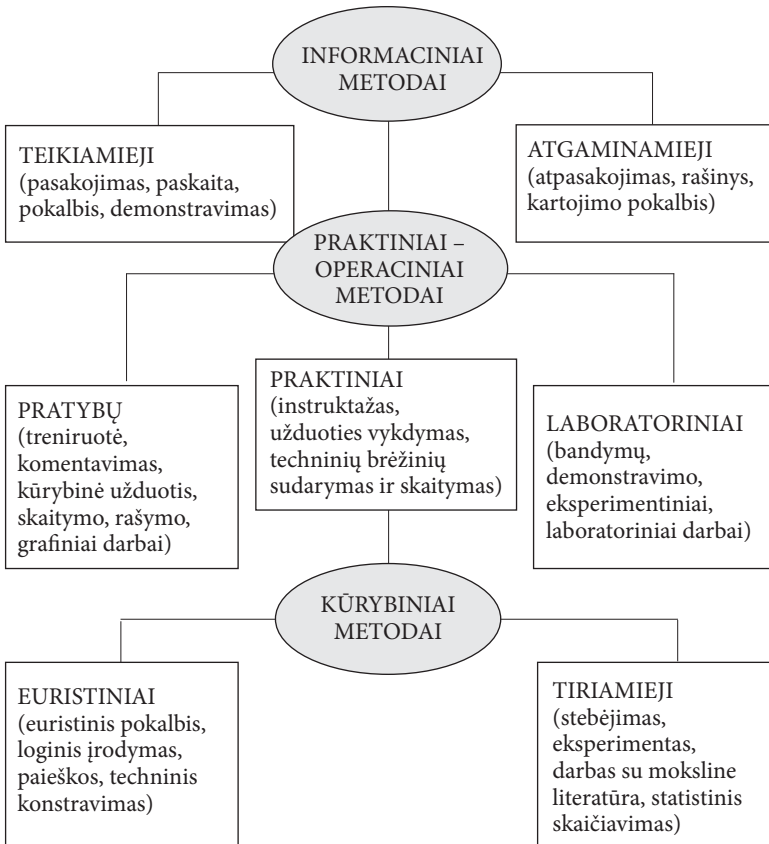 INFORMACINIAI
METODAI
TEIKIAMIEJI
(pasakojimas, paskaita,
pokalbis, demonstravimas)
ATGAMINAMIEJI
(atpasakojimas, rašinys,
kartojimo pokalbis)
PRAKTINIAI –
OPERACINIAI
METODAI
PRATYBŲ
(treniruotė,
komentavimas,
kūrybinė užduotis,
skaitymo, rašymo,
grafiniai darbai)
PRAKTINIAI
(instruktažas,
užduoties vykdymas,
techninių brėžinių
sudarymas ir skaitymas)
LABORATORINIAI
(bandymų,
demonstravimo,
eksperimentiniai,
laboratoriniai darbai)
KŪRYBINIAI
METODAI
EURISTINIAI
(euristinis pokalbis,
loginis įrodymas,
paieškos, techninis
konstravimas)
TIRIAMIEJI
(stebėjimas,
eksperimentas,
darbas su moksline
literatūra, statistinis
skaičiavimas)